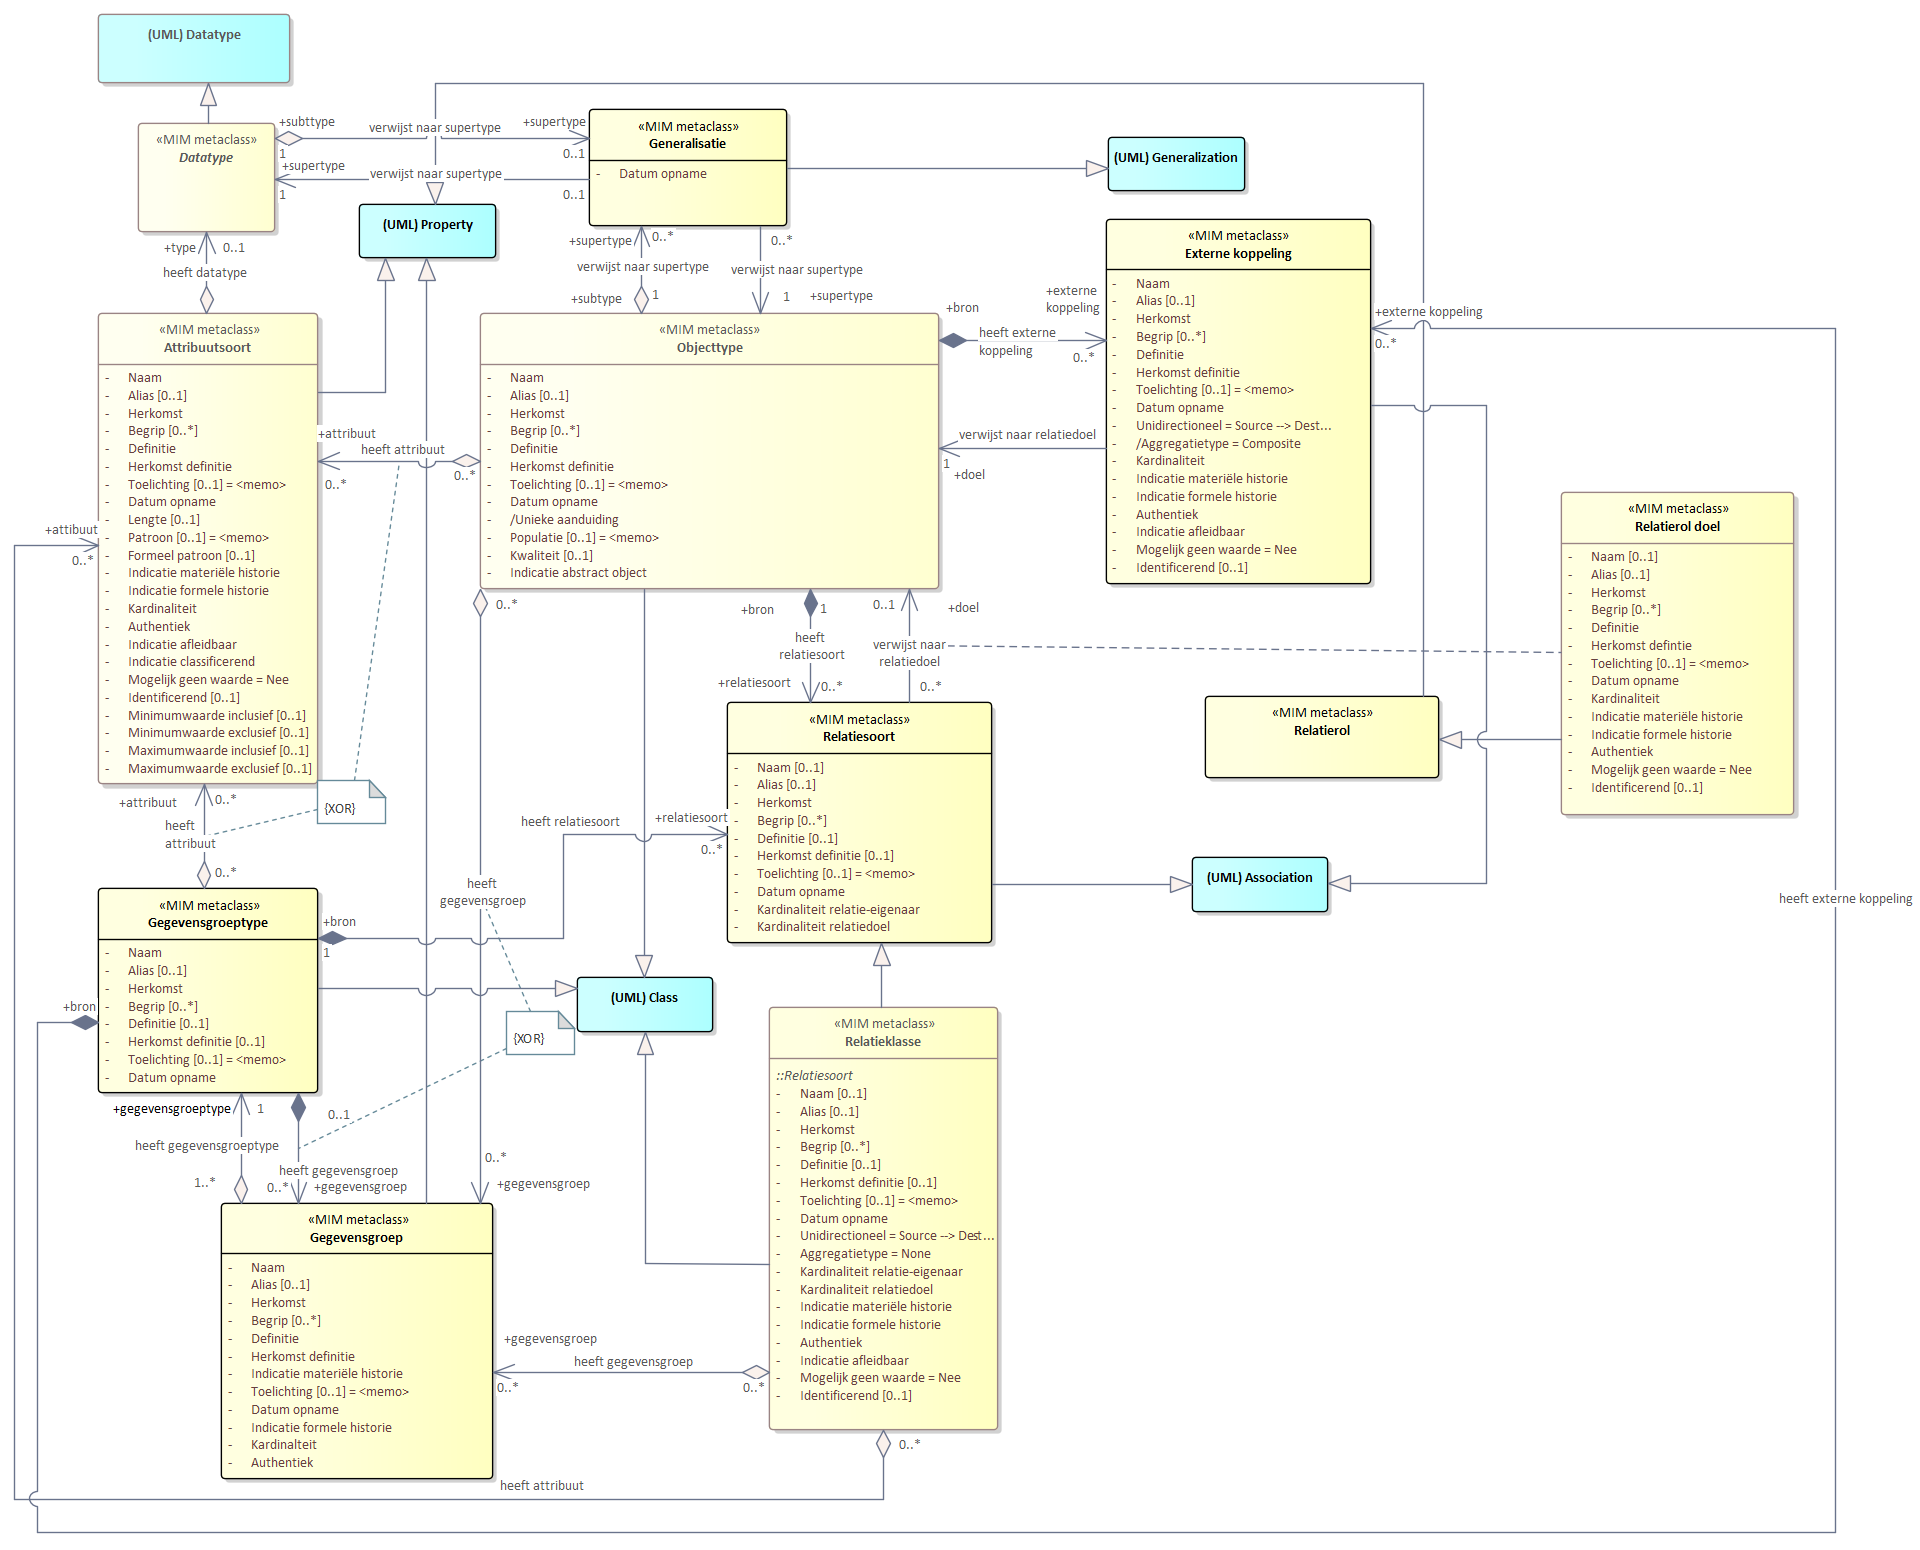 (UML) Datatype
«MIM metaclass»
Datatype
+subttype
1
verwijst naar supertype
+supertype
0..1
+supertype
1
verwijst naar supertype
0..1
«MIM metaclass»
Generalisatie
- Datum opname
(UML) Generalization
(UML) Property
+type
0..1
heeft datatype
+supertype
0..*
verwijst naar supertype
+subtype
1
0..*
verwijst naar supertype
1
+supertype
«MIM metaclass»
Attribuutsoort
- Naam
- Alias [0..1]
- Herkomst
- Begrip [0..*]
- Definitie
- Herkomst definitie
- Toelichting [0..1] = <memo>
- Datum opname
- Lengte [0..1]
- Patroon [0..1] = <memo>
- Formeel patroon [0..1]
- Indicatie materiële historie
- Indicatie formele historie
- Kardinaliteit
- Authentiek
- Indicatie afleidbaar
- Indicatie classificerend
- Mogelijk geen waarde = Nee
- Identificerend [0..1]
- Minimumwaarde inclusief [0..1]
- Minimumwaarde exclusief [0..1]
- Maximumwaarde inclusief [0..1]
- Maximumwaarde exclusief [0..1]
+attribuut
heeft attribuut
0..*
0..*
«MIM metaclass»
Objecttype
- Naam
- Alias [0..1]
- Herkomst
- Begrip [0..*]
- Definitie
- Herkomst definitie
- Toelichting [0..1] = <memo>
- Datum opname
- /Unieke aanduiding
- Populatie [0..1] = <memo>
- Kwaliteit [0..1]
- Indicatie abstract object
+bron
heeft externe
koppeling
+externe
koppeling
0..*
verwijst naar relatiedoel
1
+doel
«MIM metaclass»
Externe koppeling
- Naam
- Alias [0..1]
- Herkomst
- Begrip [0..*]
- Definitie
- Herkomst definitie
- Toelichting [0..1] = <memo>
- Datum opname
- Unidirectioneel = Source --> Dest...
- /Aggregatietype = Composite
- Kardinaliteit
- Indicatie materiële historie
- Indicatie formele historie
- Authentiek
- Indicatie afleidbaar
- Mogelijk geen waarde = Nee
- Identificerend [0..1]
+externe koppeling
0..*
«MIM metaclass»
Relatierol doel
- Naam [0..1]
- Alias [0..1]
- Herkomst
- Begrip [0..*]
- Definitie
- Herkomst defintie
- Toelichting [0..1] = <memo>
- Datum opname
- Kardinaliteit
- Indicatie materiële historie
- Indicatie formele historie
- Authentiek
- Mogelijk geen waarde = Nee
- Identificerend [0..1]
+attibuut
0..*
0..*
+bron
1
heeft
relatiesoort
+relatiesoort
0..*
0..1
+doel
verwijst naar
relatiedoel
0..*
«MIM metaclass»
Relatierol
«MIM metaclass»
Relatiesoort
- Naam [0..1]
- Alias [0..1]
- Herkomst
- Begrip [0..*]
- Definitie [0..1]
- Herkomst definitie [0..1]
- Toelichting [0..1] = <memo>
- Datum opname
- Kardinaliteit relatie-eigenaar
- Kardinaliteit relatiedoel
{XOR}
+attribuut
0..*
heeft
attribuut
0..*
heeft relatiesoort
+relatiesoort
0..*
(UML) Association
heeft externe koppeling
heeft
gegevensgroep
«MIM metaclass»
Gegevensgroeptype
- Naam
- Alias [0..1]
- Herkomst
- Begrip [0..*]
- Definitie [0..1]
- Herkomst definitie [0..1]
- Toelichting [0..1] = <memo>
- Datum opname
+bron
1
+bron
(UML) Class
{XOR}
+gegevensgroeptype
1
heeft gegevensgroeptype
1..*
0..1
heeft gegevensgroep
0..*
+gegevensgroep
0..*
+gegevensgroep
«MIM metaclass»
Relatieklasse
::Relatiesoort
- Naam [0..1]
- Alias [0..1]
- Herkomst
- Begrip [0..*]
- Definitie [0..1]
- Herkomst definitie [0..1]
- Toelichting [0..1] = <memo>
- Datum opname
- Unidirectioneel = Source --> Dest...
- Aggregatietype = None
- Kardinaliteit relatie-eigenaar
- Kardinaliteit relatiedoel
- Indicatie materiële historie
- Indicatie formele historie
- Authentiek
- Indicatie afleidbaar
- Mogelijk geen waarde = Nee
- Identificerend [0..1]
«MIM metaclass»
Gegevensgroep
- Naam
- Alias [0..1]
- Herkomst
- Begrip [0..*]
- Definitie
- Herkomst definitie
- Indicatie materiële historie
- Toelichting [0..1] = <memo>
- Datum opname
- Indicatie formele historie
- Kardinalteit
- Authentiek
+gegevensgroep
heeft gegevensgroep
0..*
0..*
0..*
heeft attribuut